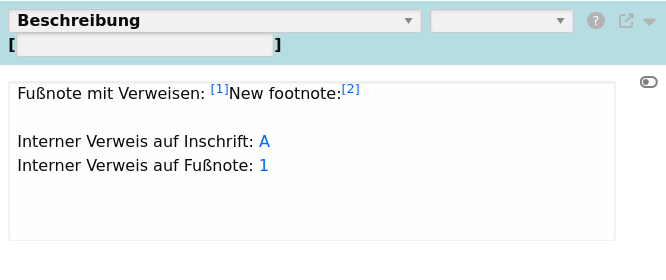 Beschreibung
?
[ ]
Fußnote mit Verweisen: [1]New footnote:[2]
Interner Verweis auf Inschrift: A
Interner Verweis auf Fußnote: 1